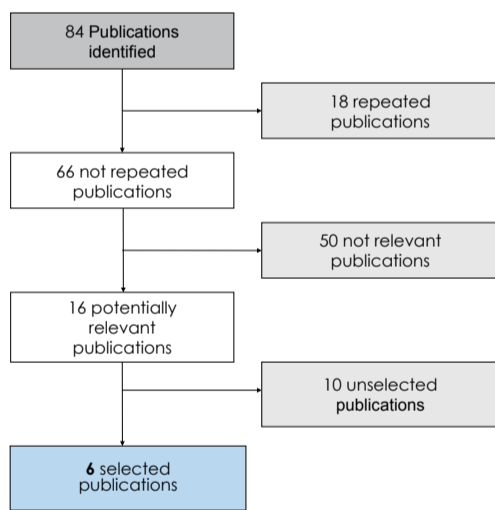 84 Publications
identified
18 repeated
publications
66 not repeated
publications
50 not relevant
publications
16 potentially
relevant
publications
10 unselected
publications
6 selected
publications